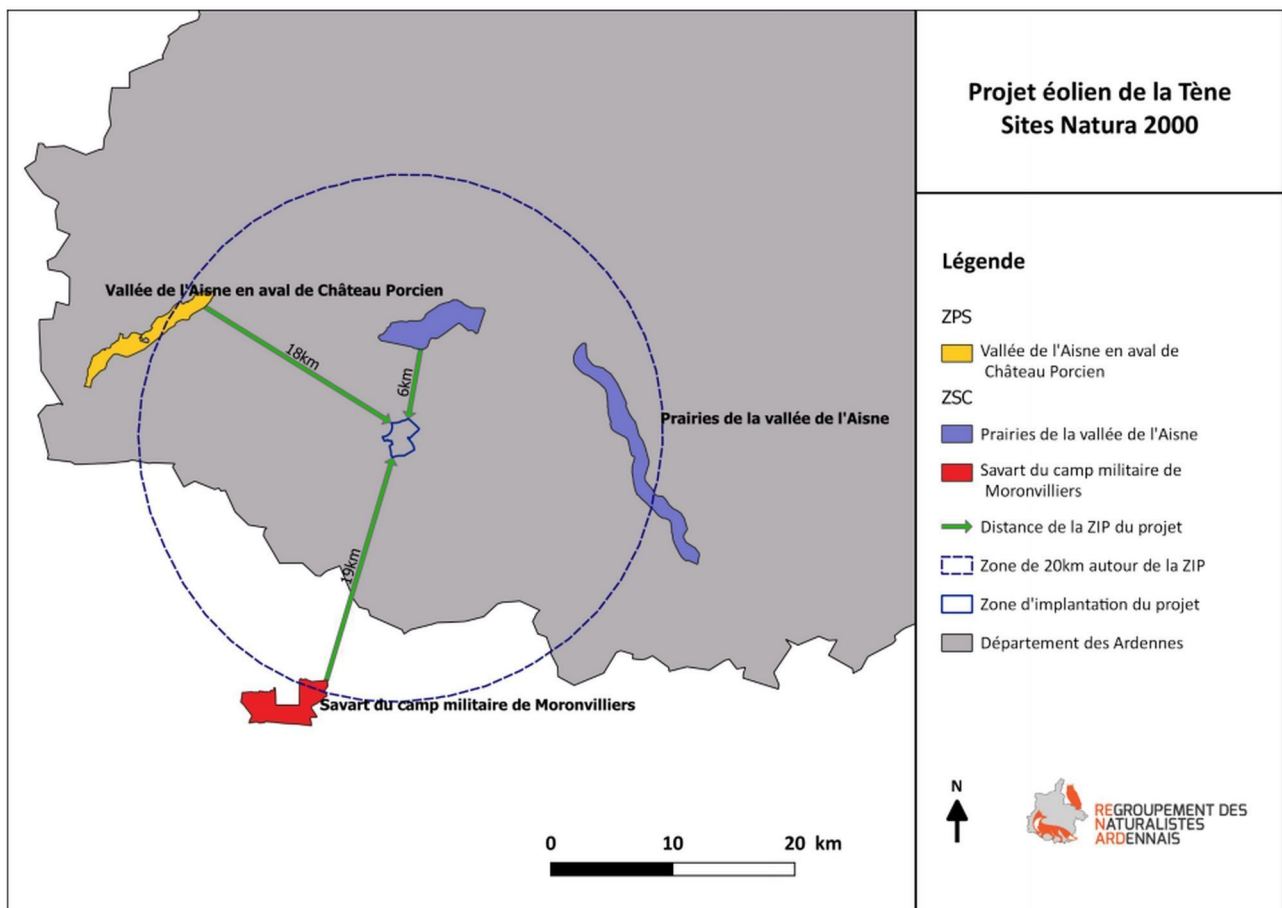 Projet éolien de la Tène
Sites Natura 2000
Vallée de l'Aisne en aval de Château Porcien
18km
6km
Prairies de la vallée de l'Aisne
19km
Savart du camp militaire de Moronvilliers
0 10 20 km
Légende
ZPS
Vallée de l'Aisne en aval de
Château Porcien
ZSC
Prairies de la vallée de l'Aisne
Savart du camp militaire de
Moronvilliers
Distance de la ZIP du projet
Zone de 20km autour de la ZIP
Zone d'implantation du projet
Département des Ardennes
N
REGROUPEMENT DES
NATURALISTES
ARDENNAIS